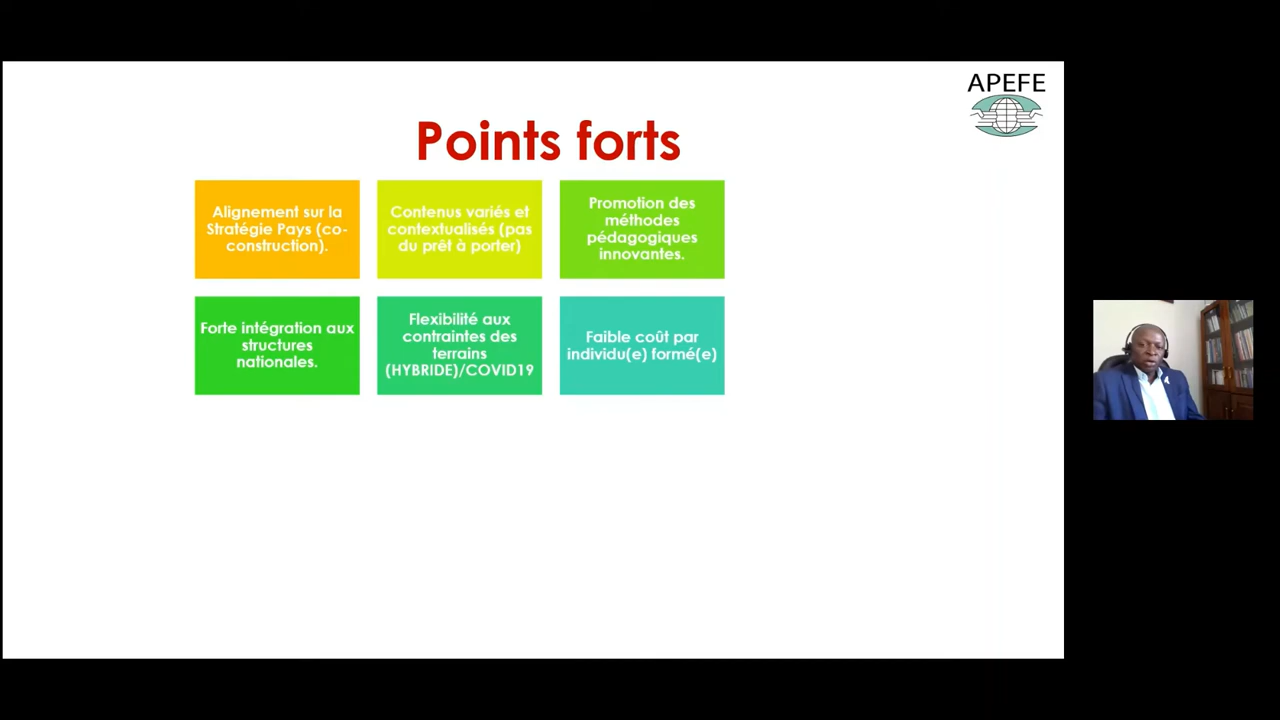 APEFE
Points forts
Alignement sur la
Stratégie Pays (co-
construction).
Contenus variés et
contextualisés (pas
du prêt à porter)
Promotion des
méthodes
pédagogiques
innovantes.
Forte intégration aux
structures
nationales.
Flexibilité aux
contraintes des
terrains
(HYBRIDE)/COVID19
Faible coût par
individu(e) formé(e)